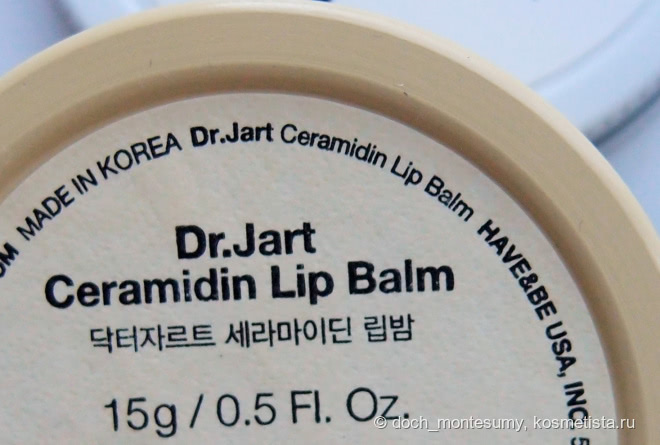 MADE IN KOREA Dr.Jart Ceramidin Lip Balm HAVE&BE USA, INC
Dr.Jart
Ceramidin Lip Balm
닥터자르트 세라마이딘 립밤
15g / 0.5 Fl. Oz.
© doch_montesumy, kosmetista.ru